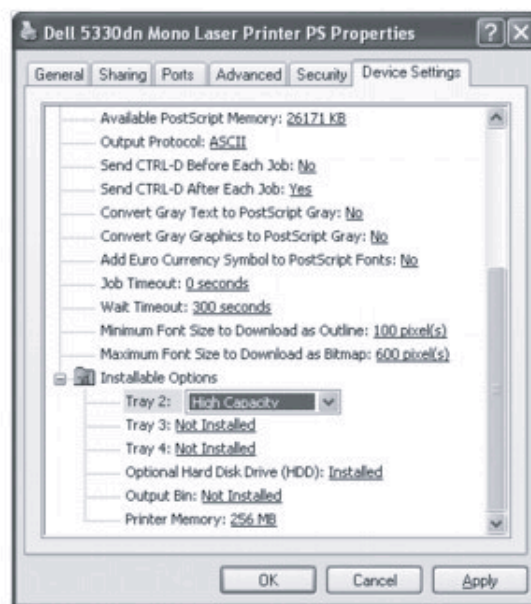 Dell 5330dn Mono Laser Printer PS Properties
General Sharing Ports Advanced Security Device Settings
Available PostScript Memory: 26171 KB
Output Protocol: ASCII
Send CTRL-D Before Each Job: No
Send CTRL-D After Each Job: Yes
Convert Gray Text to PostScript Gray: No
Convert Gray Graphics to PostScript Gray: No
Add Euro Currency Symbol to PostScript Fonts: No
Job Timeout: 0 seconds
Wait Timeout: 300 seconds
Minimum Font Size to Download as Outline: 100 pixel(s)
Maximum Font Size to Download as Bitmap: 600 pixel(s)
Installable Options
Tray 2: High Capacity
Tray 3: Not Installed
Tray 4: Not Installed
Optional Hard Disk Drive (HDD): Installed
Output Bin: Not Installed
Printer Memory: 256 MB
OK Cancel Apply